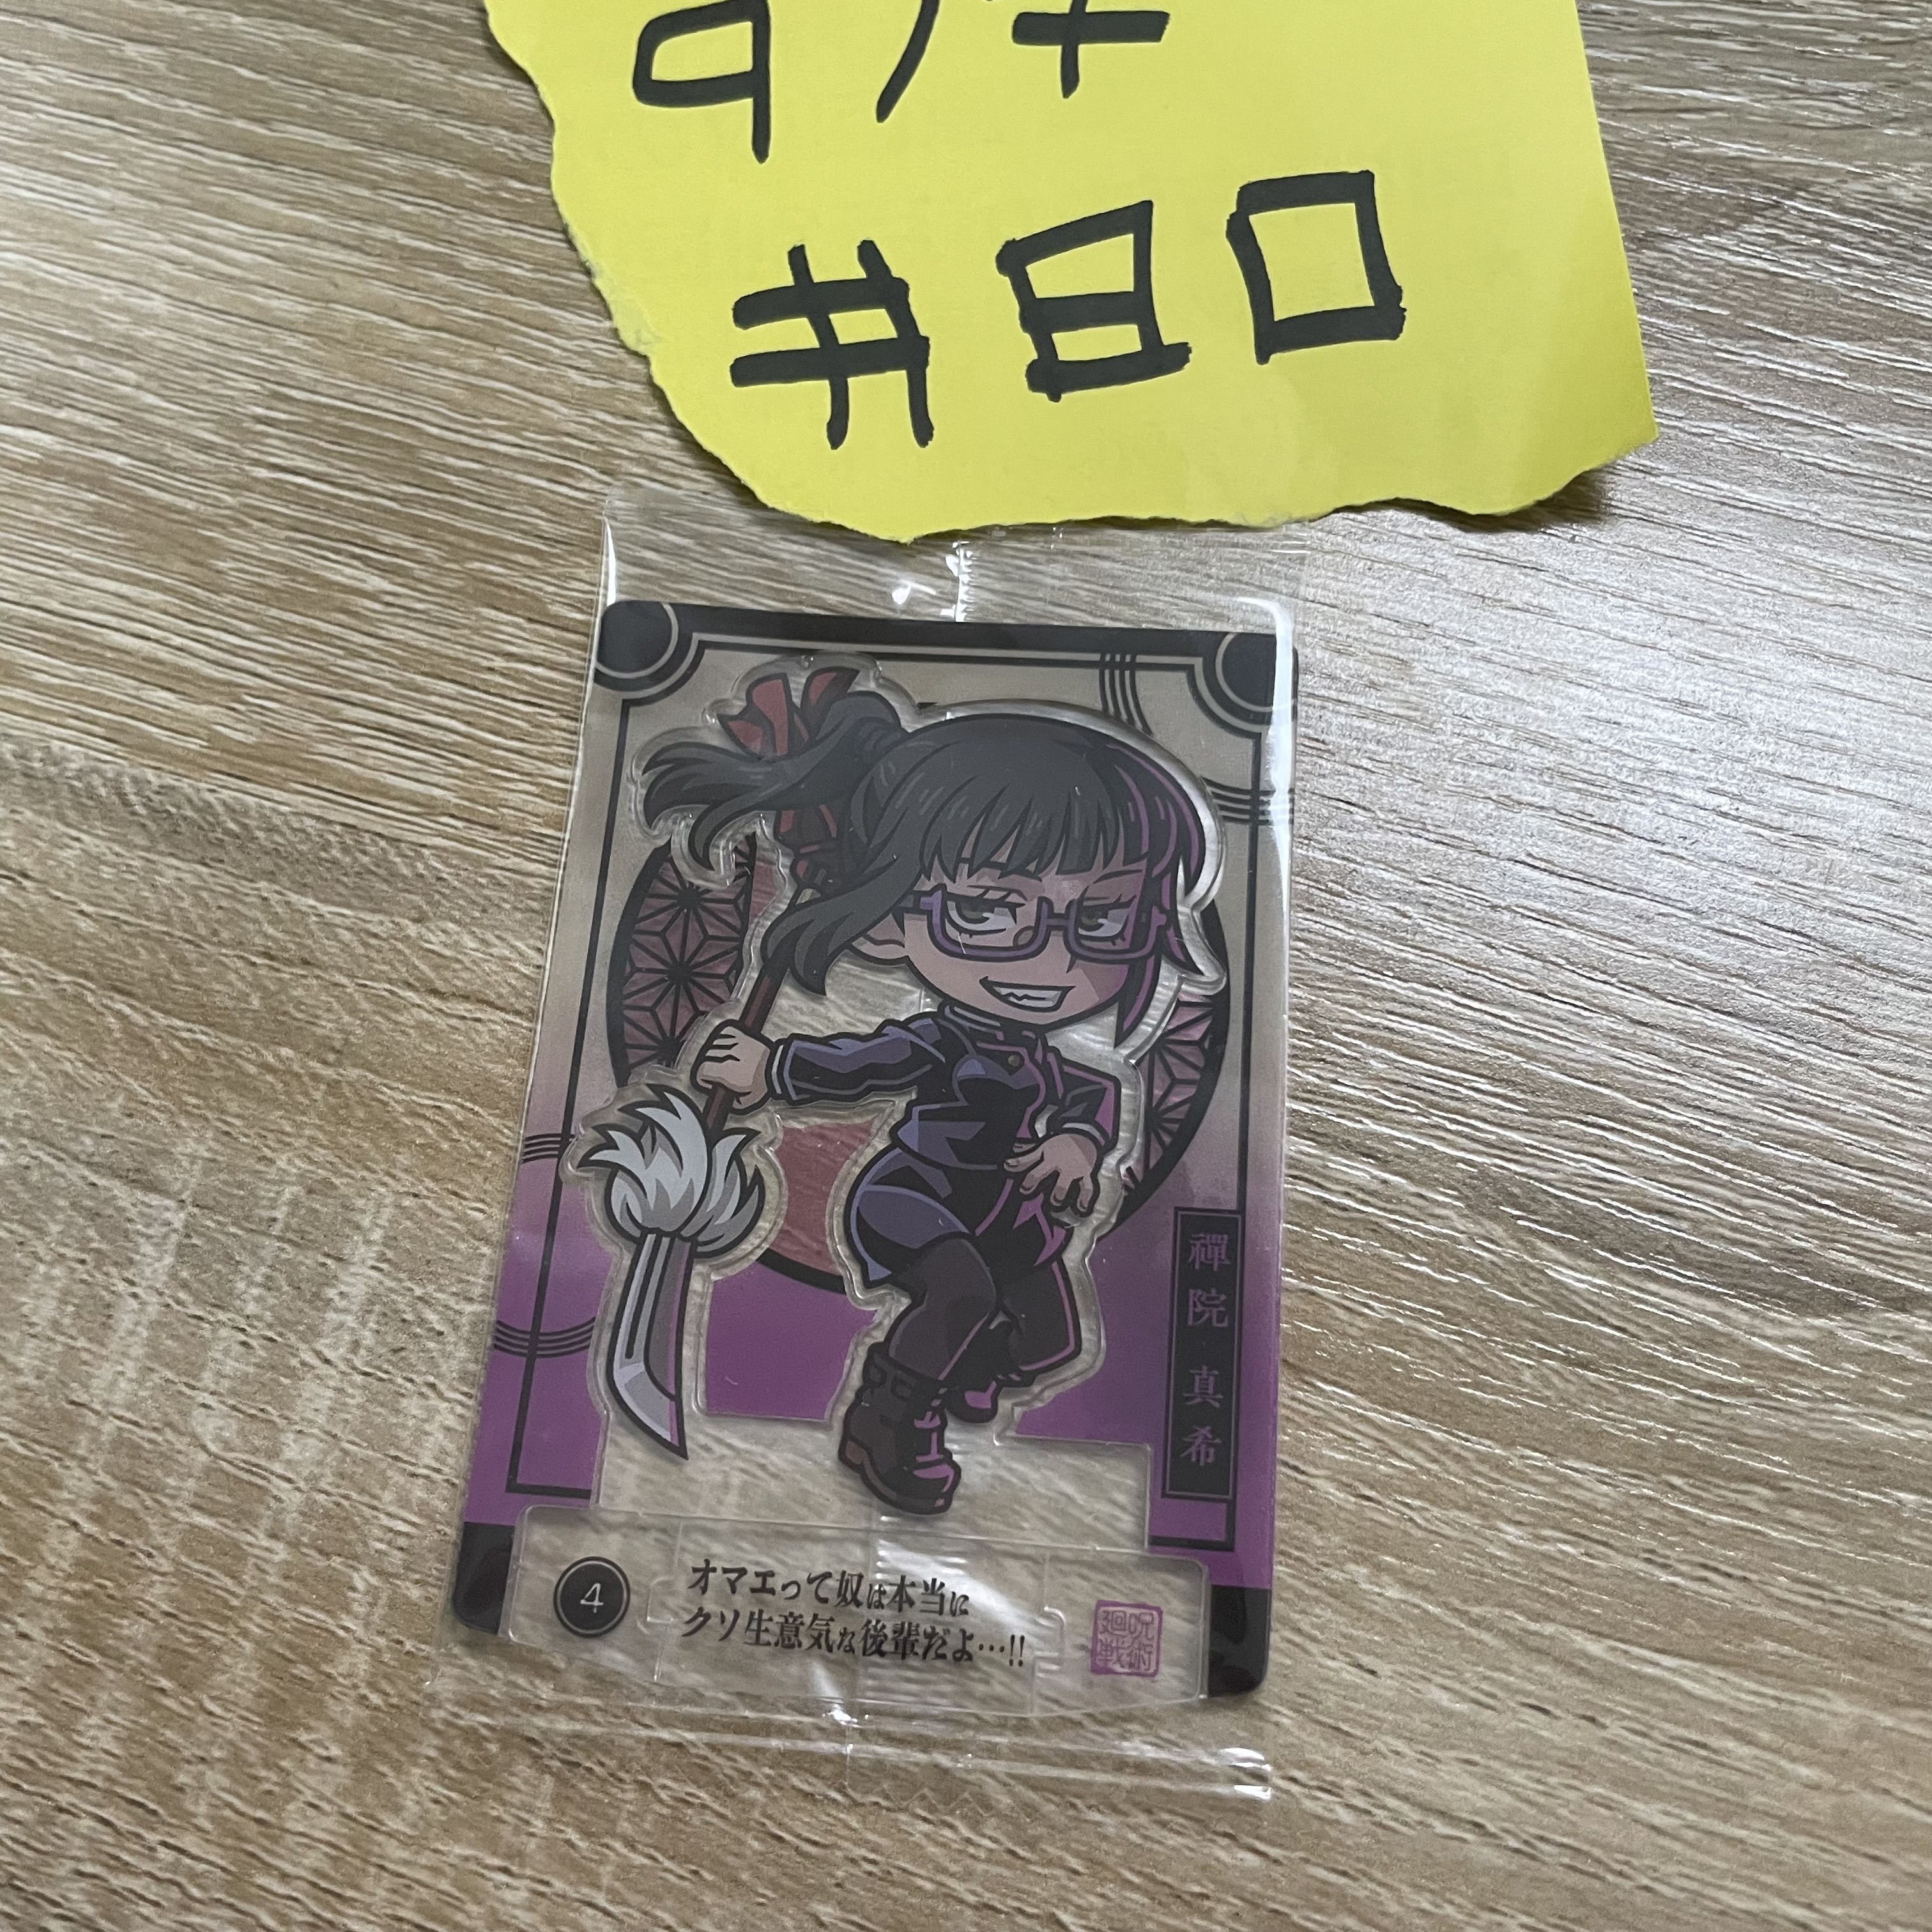 9/4
#80
禪院 真希
4
オマエって奴は本当に
クソ生意気な後輩だよ…!!
呪術
廻戦